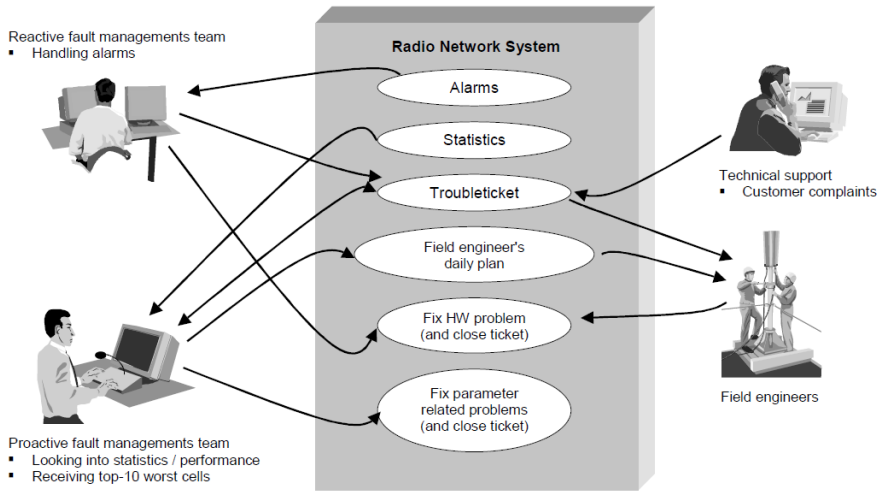 Reactive fault managements team
▪ Handling alarms
Radio Network System
Alarms
Statistics
Troubleticket
Field engineer's
daily plan
Fix HW problem
(and close ticket)
Fix parameter
related problems
(and close ticket)
Technical support
▪ Customer complaints
Field engineers
Proactive fault managements team
▪ Looking into statistics / performance
▪ Receiving top-10 worst cells